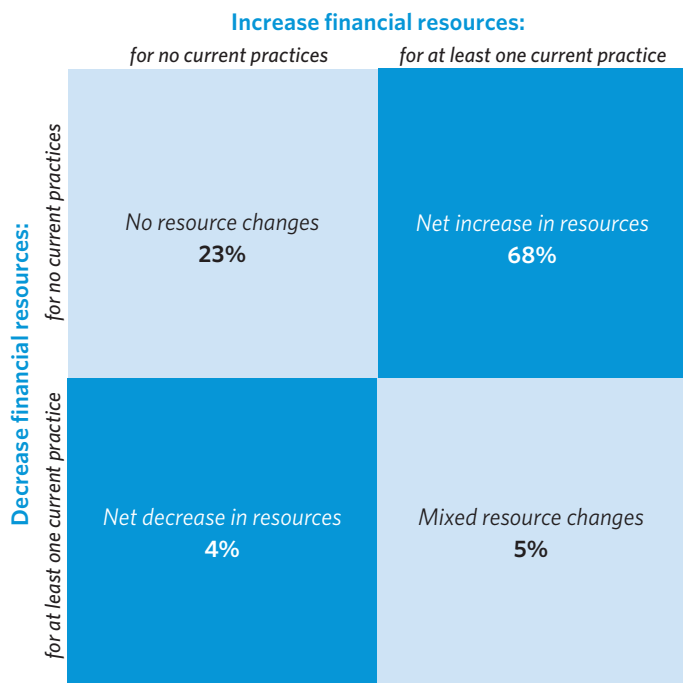 Increase financial resources:
for no current practices
for at least one current practice
Decrease financial resources:
for no current practices
No resource changes
23%
Net increase in resources
68%
for at least one current practice
Net decrease in resources
4%
Mixed resource changes
5%